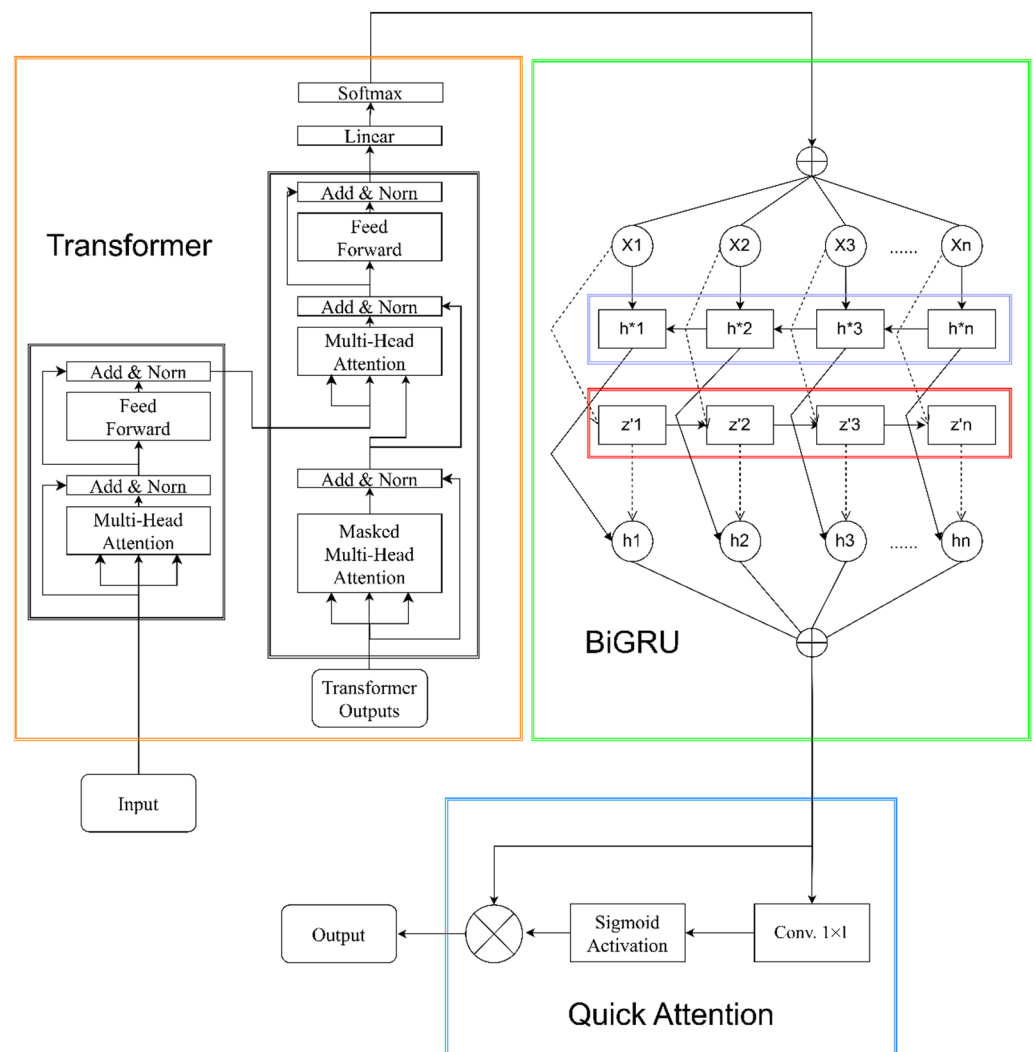 Softmax
Linear
Add & Norn
Feed
Forward
Add & Norn
Multi-Head
Attention
Add & Norn
Masked
Multi-Head
Attention
Transformer
Outputs
Transformer
Add & Norn
Feed
Forward
Add & Norn
Multi-Head
Attention
Input
X1 X2 X3 ...... Xn
h*1 h*2 h*3 h*n
z'1 z'2 z'3 z'n
h1 h2 h3 ...... hn
BiGRU
Output
Sigmoid
Activation
Conv. 1×1
Quick Attention